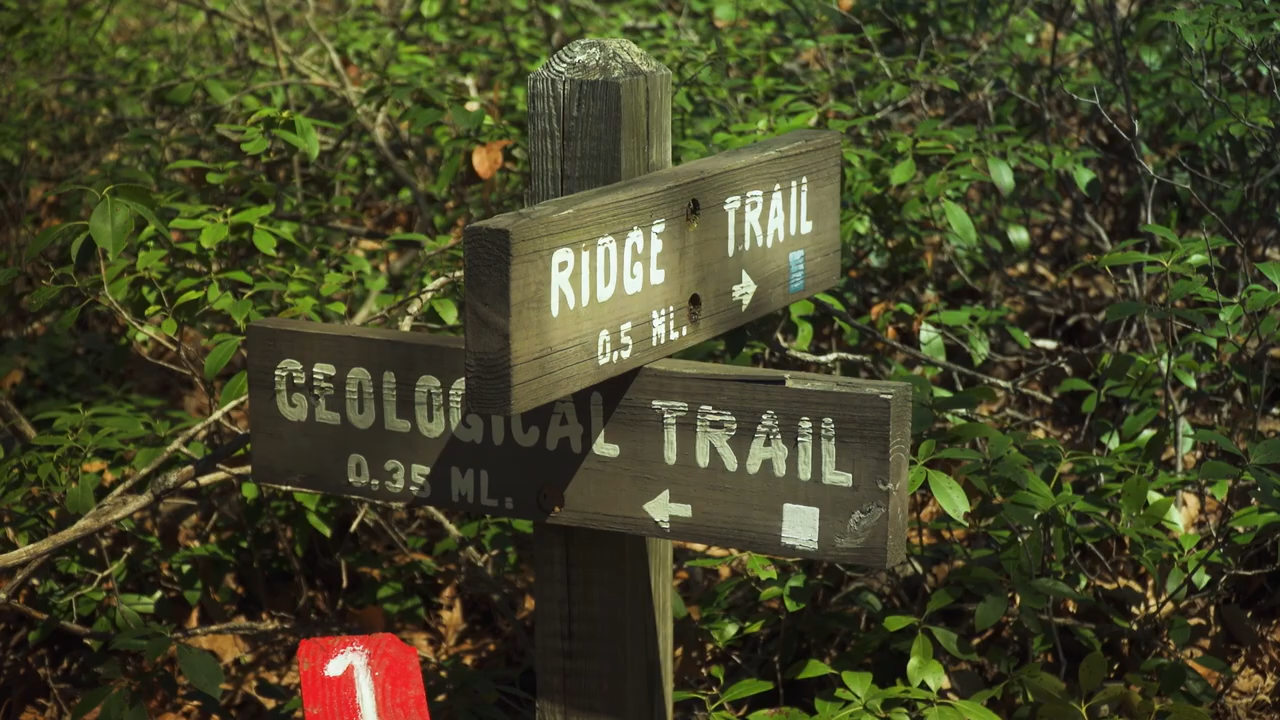 RIDGE TRAIL
0.5 ML.
GEOLOGICAL TRAIL
0.35 ML.
1